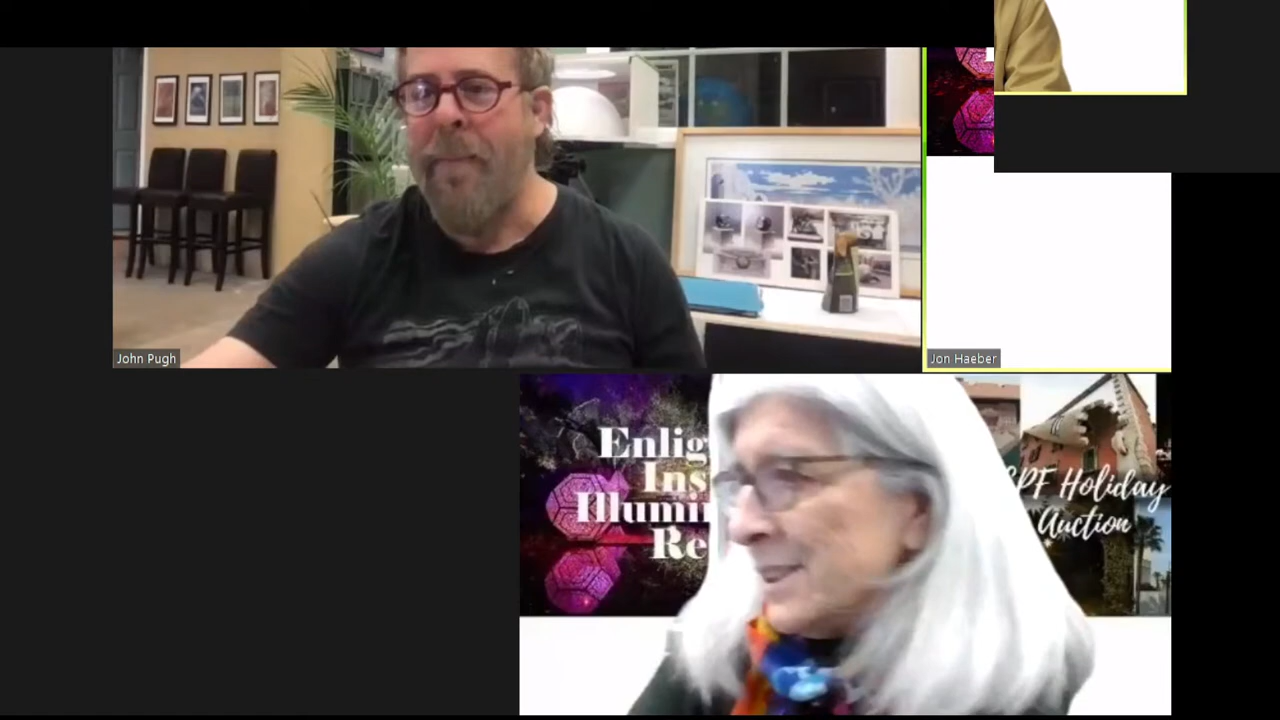 John Pugh
Jon Haeber
Enlig
Ins
Illumi
Re
SPF Holiday
Auction